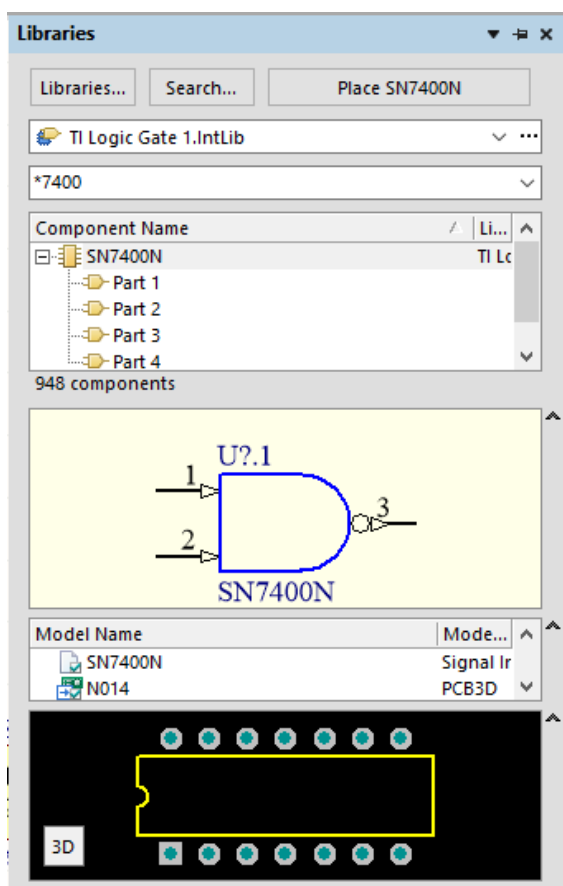 Libraries
Libraries... Search... Place SN7400N
TI Logic Gate 1.IntLib ...
*7400
Component Name Li...
SN7400N TI Lc
Part 1
Part 2
Part 3
Part 4
948 components
U?.1
1
3
2
SN7400N
Model Name Mode...
SN7400N Signal Ir
N014 PCB3D
3D